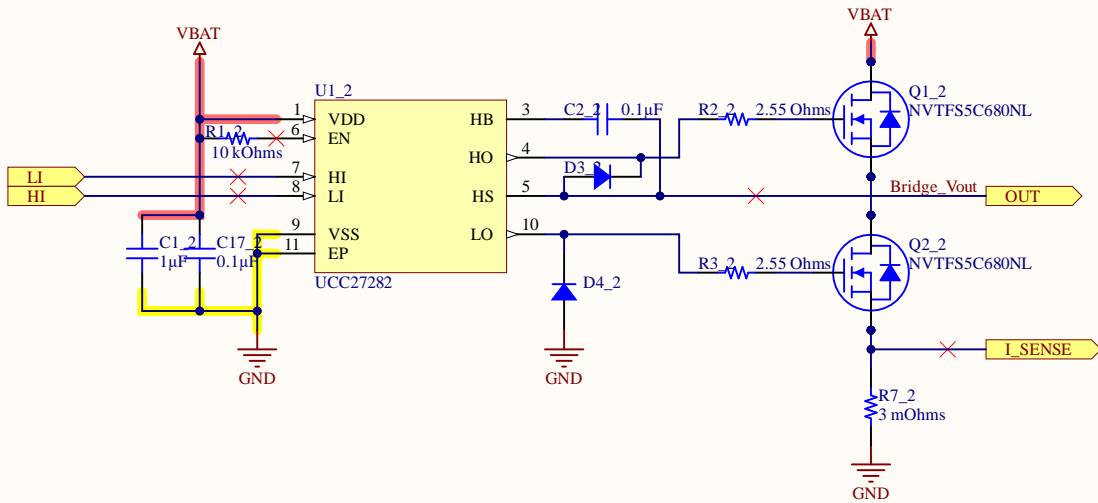 VBAT
VBAT
U1_2
Q1_2
NVTFS5C680NL
1
VDD
HB
3
C2_2
0.1µF
R2_2
2.55 Ohms
R1_2
10 kOhms
6
EN
HO
4
D3_2
LI
7
HI
HS
5
Bridge_Vout
OUT
HI
8
LI
C1_2
1µF
C17_2
0.1µF
9
VSS
LO
10
11
EP
UCC27282
R3_2
2.55 Ohms
Q2_2
NVTFS5C680NL
D4_2
GND
GND
I_SENSE
R7_2
3 mOhms
GND